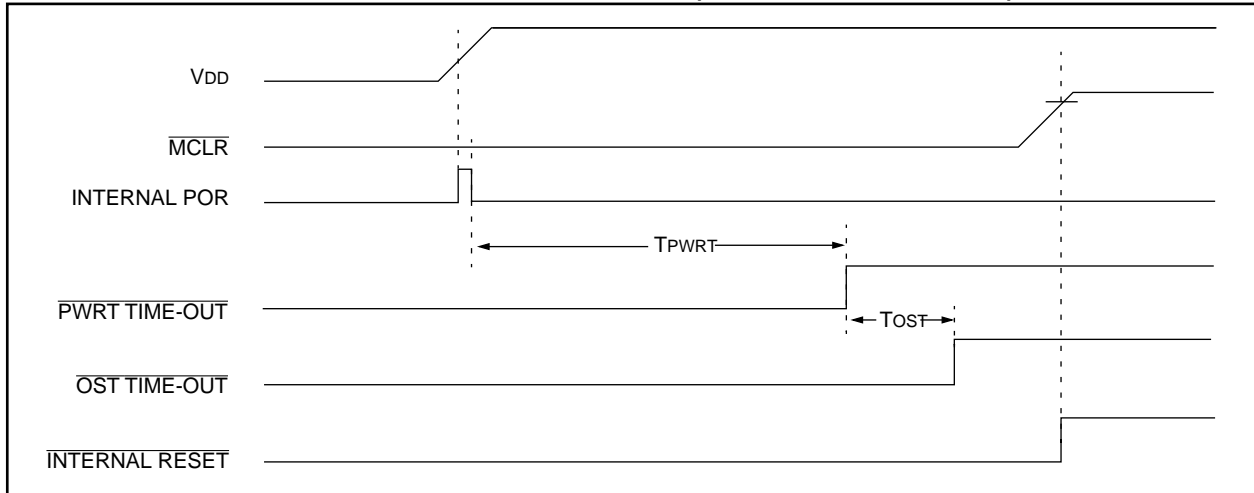 VDD
MCLR
INTERNAL POR
TPWRT
PWRT TIME-OUT
TOST
OST TIME-OUT
INTERNAL RESET